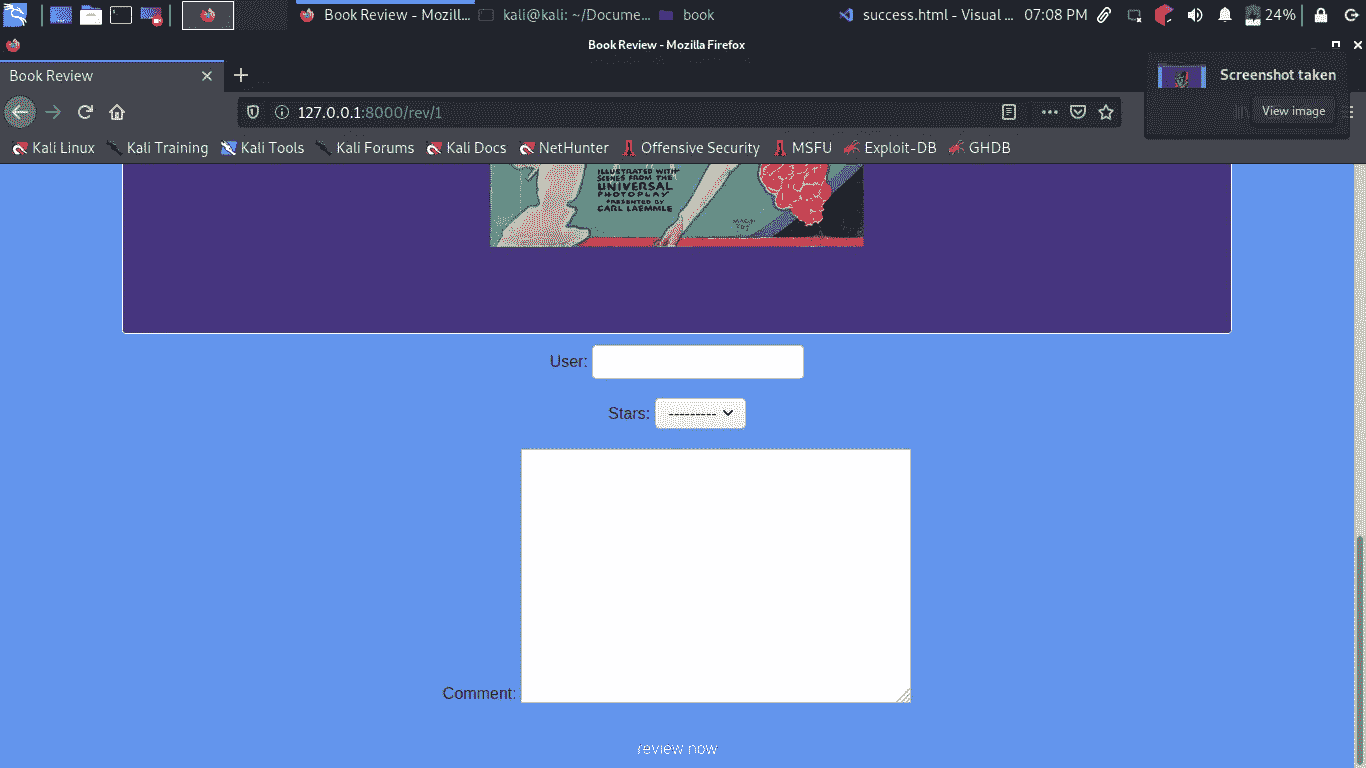 Book Review - Mozill... kali@kali: ~/Docume... book success.html - Visual ... 07:08 PM 24%
Book Review - Mozilla Firefox
Book Review
Screenshot taken
View image
127.0.0.1:8000/rev/1
Kali Linux Kali Training Kali Tools Kali Forums Kali Docs NetHunter Offensive Security MSFU Exploit-DB GHDB
ILLUSTRATED WITH
SCENES FROM THE
UNIVERSAL
PHOTOPLAY
PRESENTED BY
CARL LAEMMLE
User:
Stars: ---------
Comment:
review now